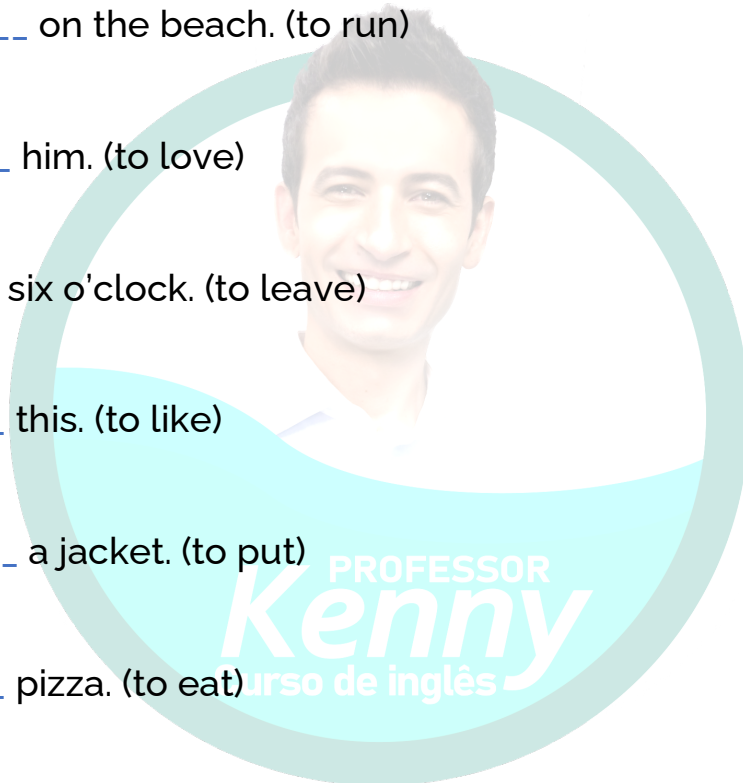 __ on the beach. (to run)
_ him. (to love)
six o’clock. (to leave)
_ this. (to like)
_ a jacket. (to put)
PROFESSOR
Kenny
_ pizza. (to eat)
Curso de inglês